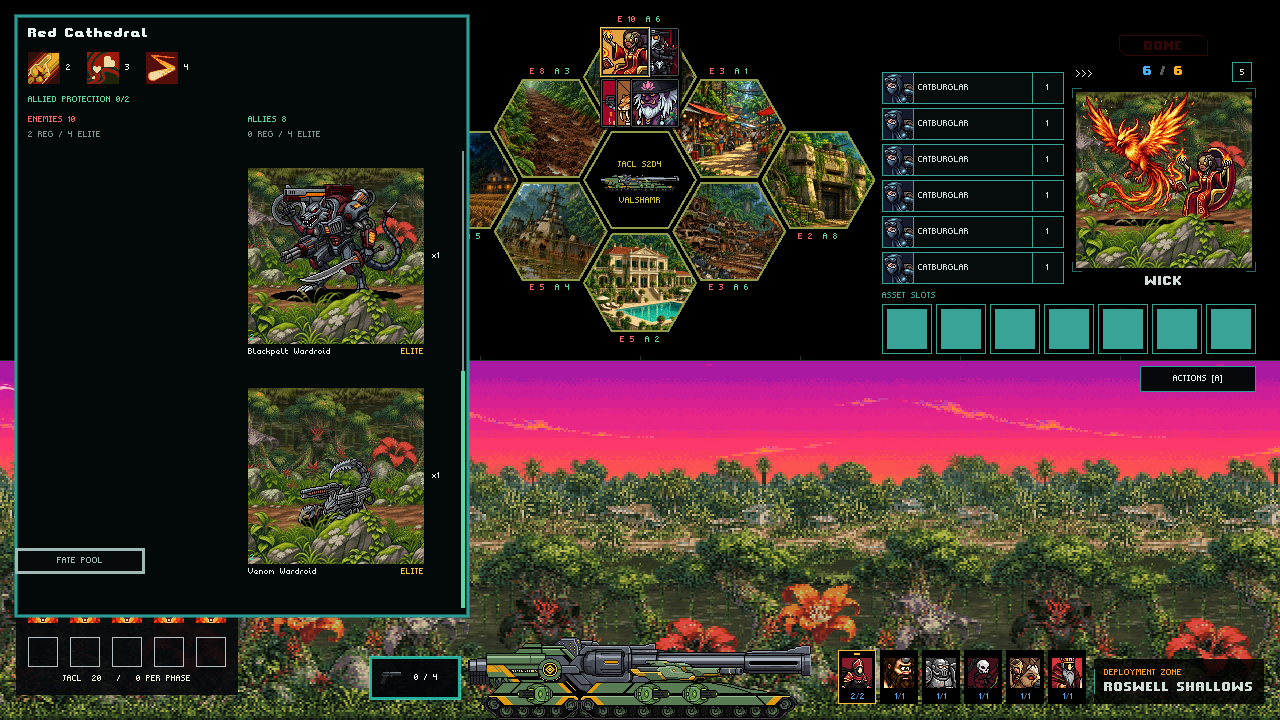 Red Cathedral
2
3
4
ALLIED PROTECTION 0/2
ENEMIES 10
2 REG / 4 ELITE
ALLIES 8
0 REG / 4 ELITE
x1
Blackpelt Wardroid
ELITE
x1
Venom Wardroid
ELITE
FATE POOL
JACL 20
0 PER PHASE
0 / 4
E 10 A 6
E 8 A 3
E 3 A 1
JACL S2D4
VALSHAMR
5
E 2 A 8
E 5 A 4
E 3 A 6
E 5 A 2
CATBURGLAR 1
CATBURGLAR 1
CATBURGLAR 1
CATBURGLAR 1
CATBURGLAR 1
CATBURGLAR 1
ASSET SLOTS
DONE
>>>
6 / 6
5
WICK
ACTIONS [A]
2/2
1/1
1/1
1/1
1/1
1/1
DEPLOYMENT ZONE
ROSWELL SHALLOWS